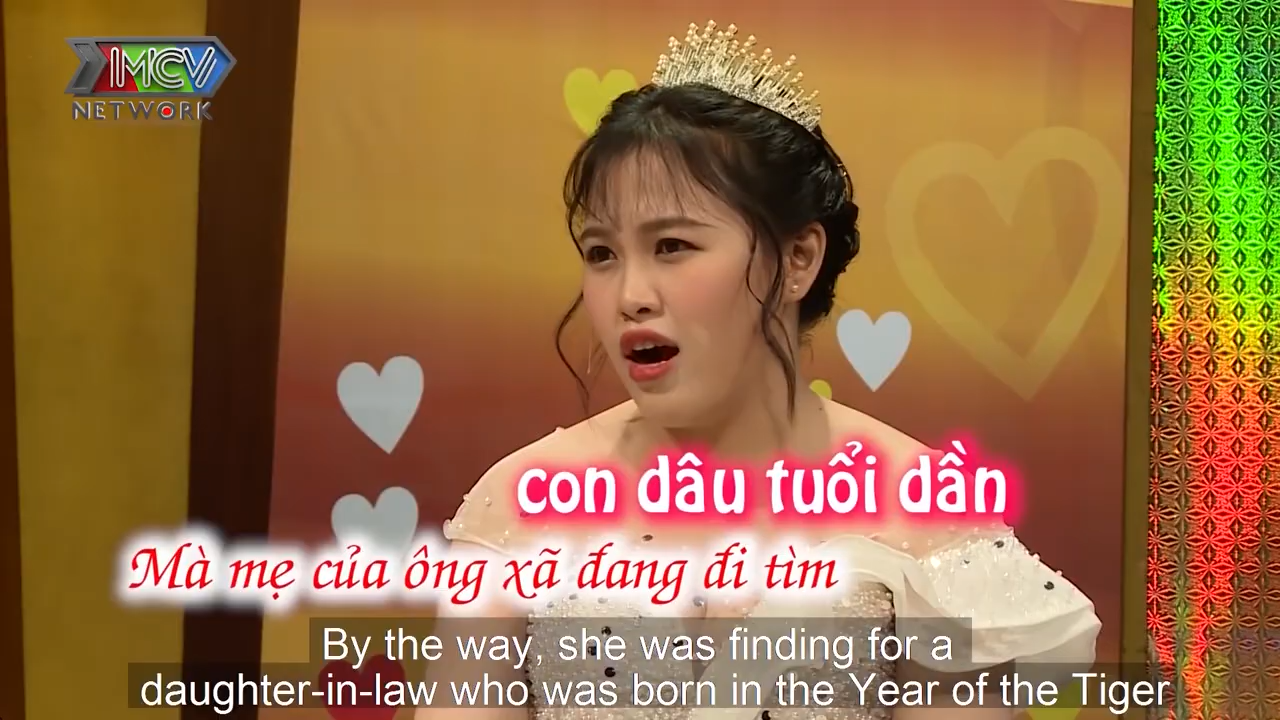 MCV
NETWORK
con dâu tuổi dần
Mà mẹ của ông xã đang đi tìm
By the way, she was finding for a
daughter-in-law who was born in the Year of the Tiger